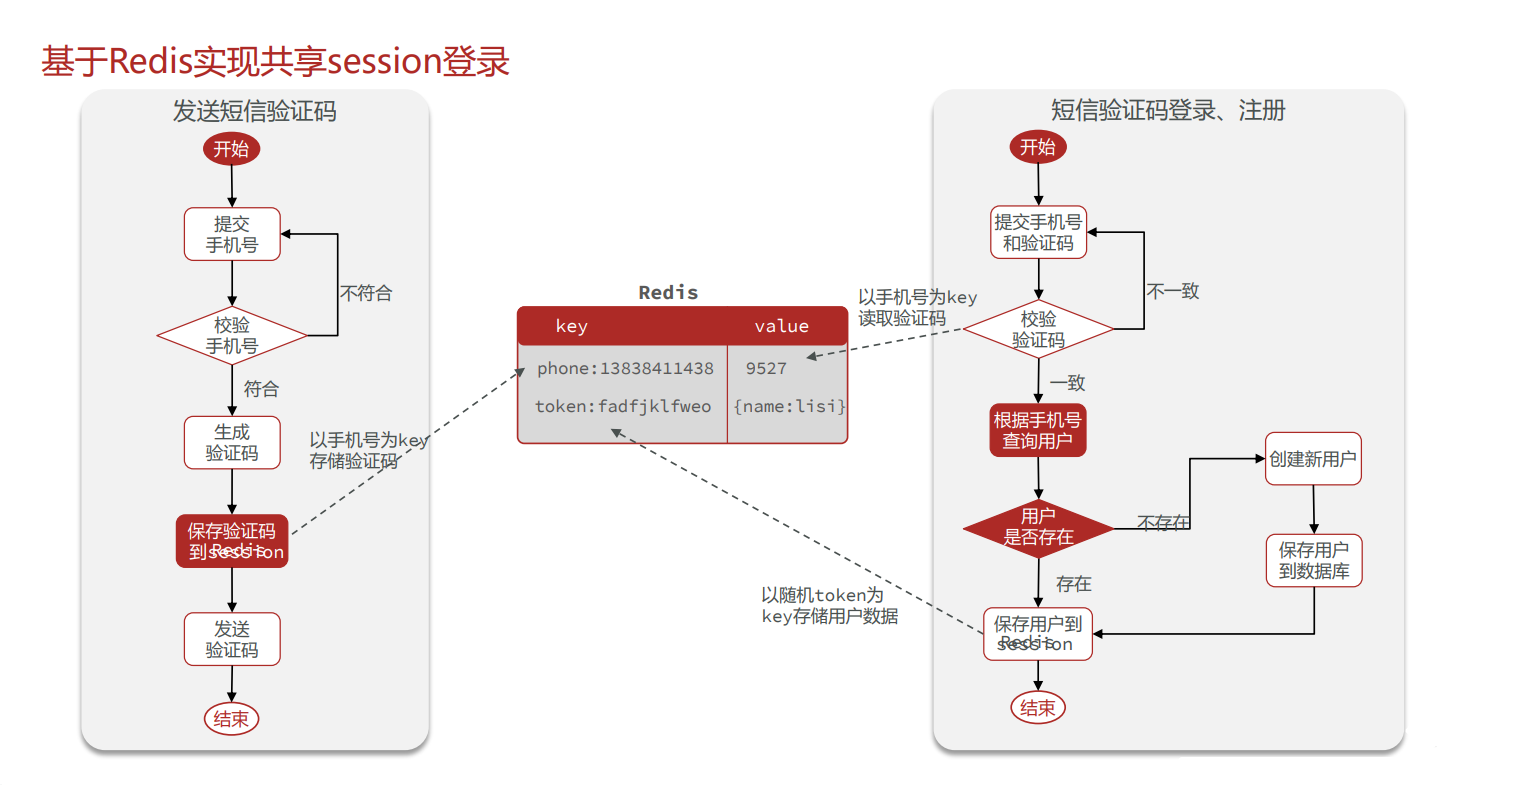 基于Redis实现共享session登录
发送短信验证码
开始
提交
手机号
不符合
校验
手机号
符合
生成
验证码
以手机号为key
存储验证码
保存验证码
到session
Redis
发送
验证码
结束
Redis
key value
phone:13838411438 9527
token:fadfjklfweo {name:lisi}
以手机号为key
读取验证码
以随机token为
key存储用户数据
短信验证码登录、注册
开始
提交手机号
和验证码
不一致
校验
验证码
一致
根据手机号
查询用户
用户
是否存在
不存在
创建新用户
保存用户
到数据库
存在
保存用户到
session
Redis
结束